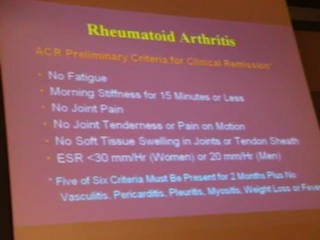 Rheumatoid Arthritis
ACR Preliminary Criteria for Clinical Remission*
• No Fatigue
• Morning Stiffness for 15 Minutes or Less
• No Joint Pain
• No Joint Tenderness or Pain on Motion
• No Soft Tissue Swelling in Joints or Tendon Sheath
• ESR <30 mm/Hr (Women) or 20 mm/Hr (Men)
* Five of Six Criteria Must Be Present for 2 Months Plus No
Vasculitis, Pericarditis, Pleuritis, Myositis, Weight Loss or Fever